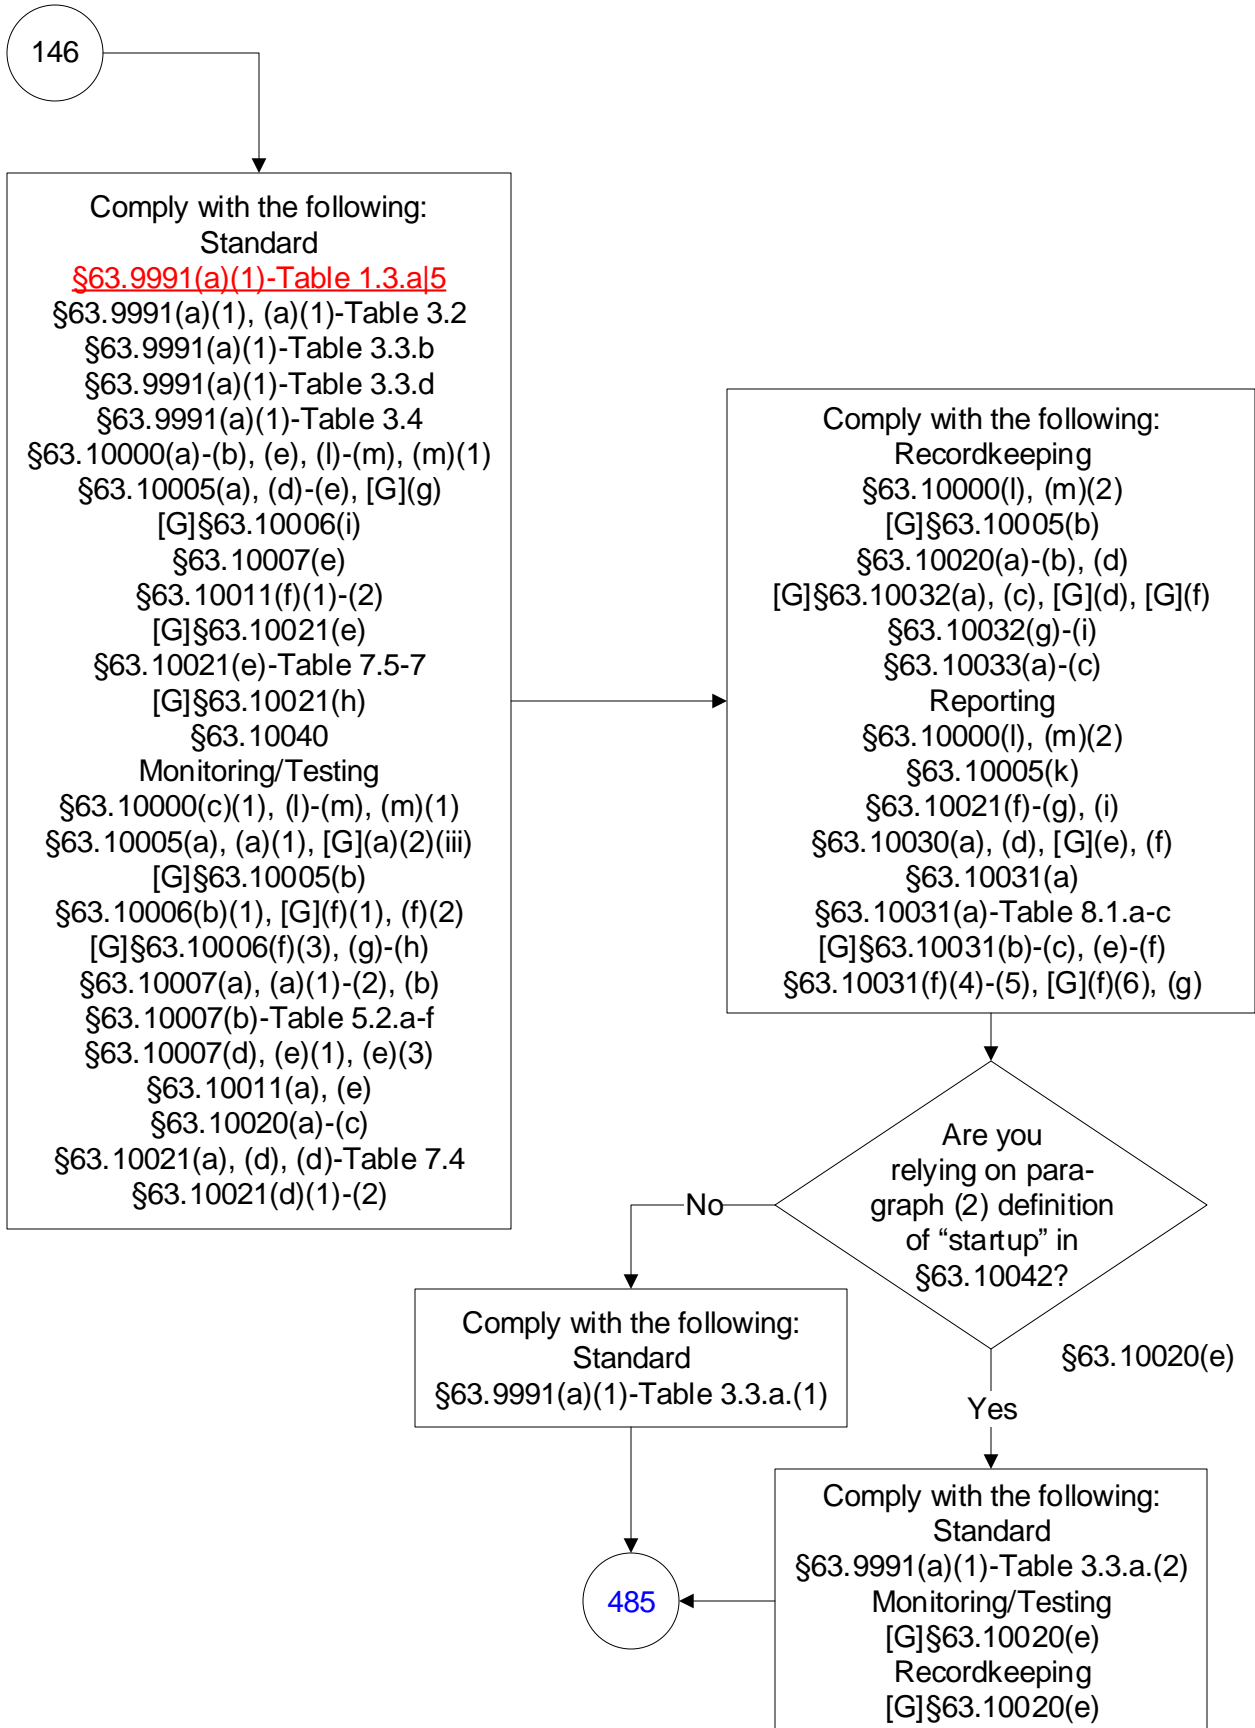 146
Comply with the following:
Standard
§63.9991(a)(1)-Table 1.3.a|5
§63.9991(a)(1), (a)(1)-Table 3.2
§63.9991(a)(1)-Table 3.3.b
§63.9991(a)(1)-Table 3.3.d
§63.9991(a)(1)-Table 3.4
§63.10000(a)-(b), (e), (l)-(m), (m)(1)
§63.10005(a), (d)-(e), [G](g)
[G]§63.10006(i)
§63.10007(e)
§63.10011(f)(1)-(2)
[G]§63.10021(e)
§63.10021(e)-Table 7.5-7
[G]§63.10021(h)
§63.10040
Monitoring/Testing
§63.10000(c)(1), (l)-(m), (m)(1)
§63.10005(a), (a)(1), [G](a)(2)(iii)
[G]§63.10005(b)
§63.10006(b)(1), [G](f)(1), (f)(2)
[G]§63.10006(f)(3), (g)-(h)
§63.10007(a), (a)(1)-(2), (b)
§63.10007(b)-Table 5.2.a-f
§63.10007(d), (e)(1), (e)(3)
§63.10011(a), (e)
§63.10020(a)-(c)
§63.10021(a), (d), (d)-Table 7.4
§63.10021(d)(1)-(2)
Comply with the following:
Recordkeeping
§63.10000(l), (m)(2)
[G]§63.10005(b)
§63.10020(a)-(b), (d)
[G]§63.10032(a), (c), [G](d), [G](f)
§63.10032(g)-(i)
§63.10033(a)-(c)
Reporting
§63.10000(l), (m)(2)
§63.10005(k)
§63.10021(f)-(g), (i)
§63.10030(a), (d), [G](e), (f)
§63.10031(a)
§63.10031(a)-Table 8.1.a-c
[G]§63.10031(b)-(c), (e)-(f)
§63.10031(f)(4)-(5), [G](f)(6), (g)
Are you
relying on para-
graph (2) definition
of “startup” in
§63.10042?
No
§63.10020(e)
Yes
Comply with the following:
Standard
§63.9991(a)(1)-Table 3.3.a.(1)
Comply with the following:
Standard
§63.9991(a)(1)-Table 3.3.a.(2)
Monitoring/Testing
[G]§63.10020(e)
Recordkeeping
[G]§63.10020(e)
485